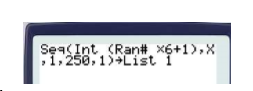 Seq(Int (Ran# ×6+1),X
,1,250,1)→List 1